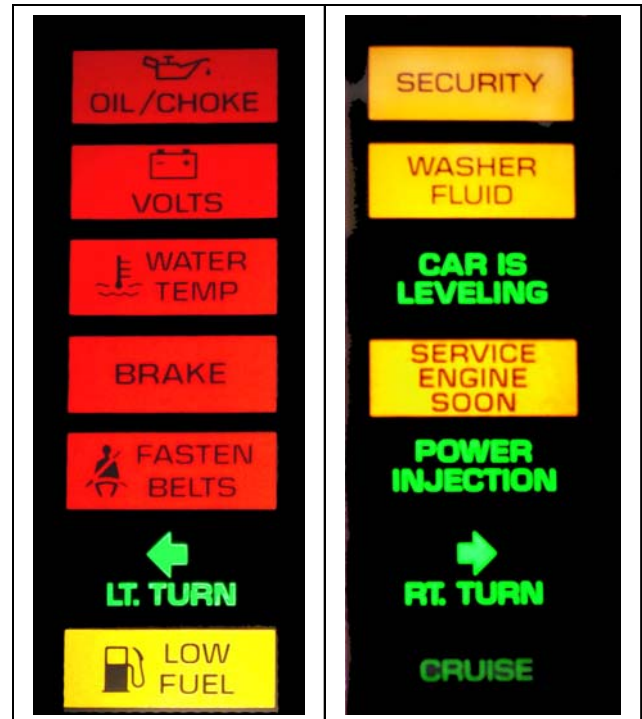 OIL/CHOKE
VOLTS
WATER
TEMP
BRAKE
FASTEN
BELTS
LT. TURN
LOW
FUEL
SECURITY
WASHER
FLUID
CAR IS
LEVELING
SERVICE
ENGINE
SOON
POWER
INJECTION
RT. TURN
CRUISE